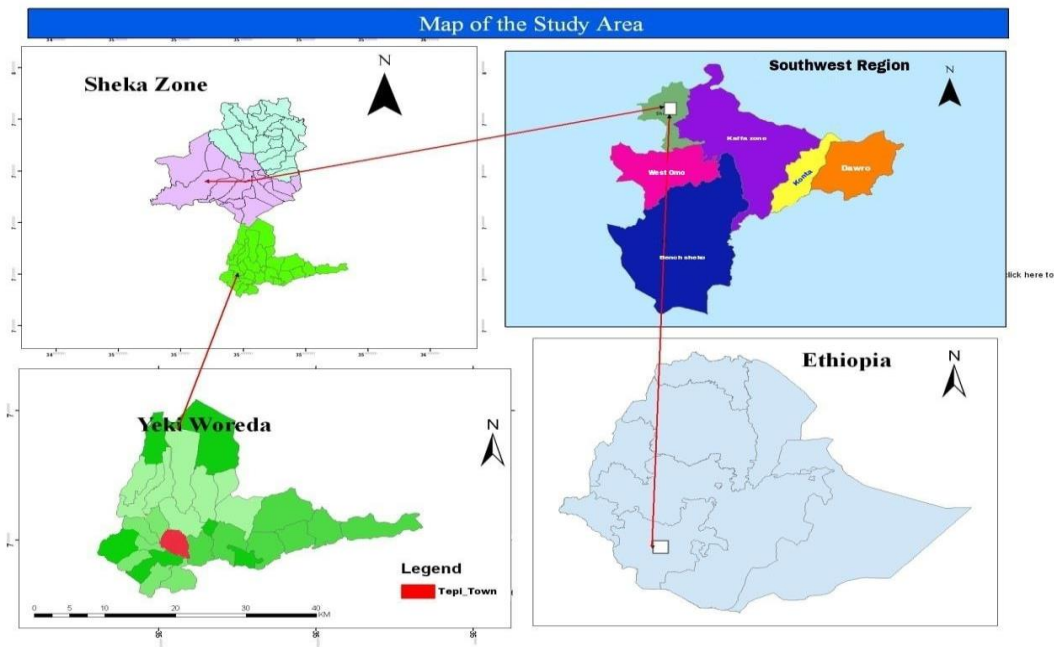 Map of the Study Area
Sheka Zone
N
Southwest Region
N
Kaffa zone
West Omo
Konta
Dawro
Bench sheko
click here to
Yeki Woreda
N
Legend
Tepi_Town
0 5 10 20 30 40
KM
Ethiopia
N